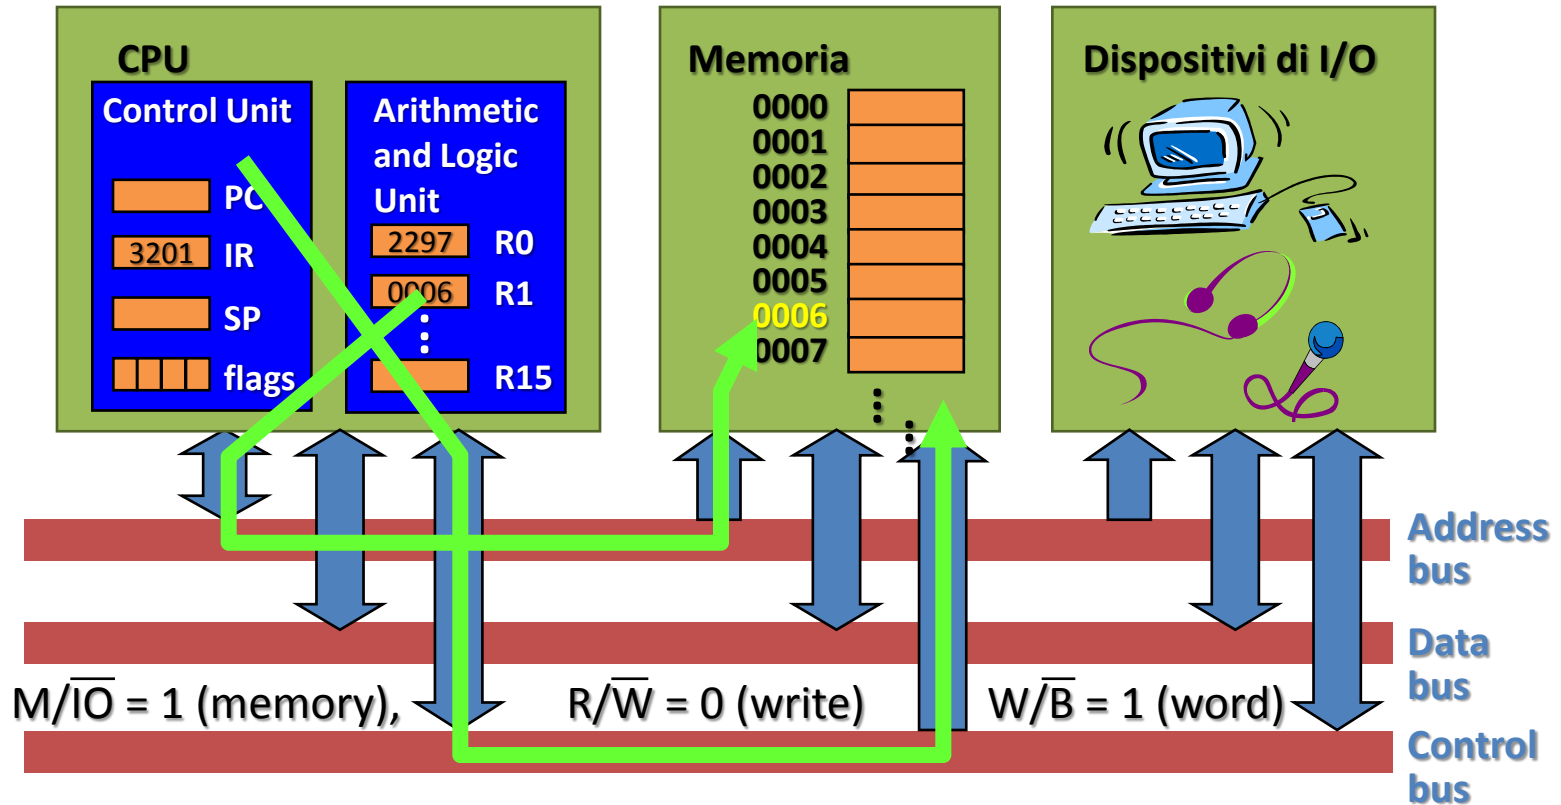 CPU
Control Unit
PC
3201 IR
SP
flags
Arithmetic
and Logic
Unit
2297 R0
0006 R1
R15
Memoria
0000
0001
0002
0003
0004
0005
0006
0007
Dispositivi di I/O
Address
bus
Data
bus
M/I̅O̅ = 1 (memory),
R/W̅ = 0 (write)
W/B̅ = 1 (word)
Control
bus